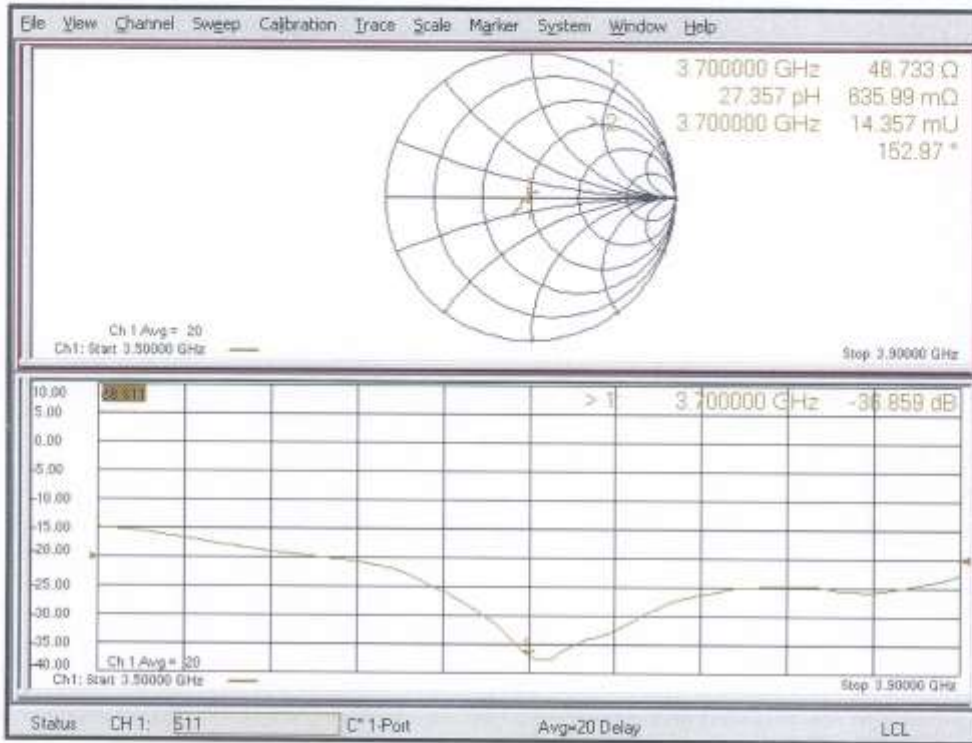 File View Channel Sweep Calibration Trace Scale Marker System Window Help
1: 3.700000 GHz 48.733 Ω
27.357 pH 635.99 mΩ
> 2: 3.700000 GHz 14.357 mU
152.97 °
Ch 1 Avg = 20
Ch1: Start 3.50000 GHz
Stop 3.90000 GHz
10.00
5.00
0.00
-5.00
-10.00
-15.00
-20.00
-25.00
-30.00
-35.00
-40.00
> 1 3.700000 GHz -36.859 dB
Ch 1 Avg = 20
Ch1: Start 3.50000 GHz
Stop 3.90000 GHz
Status CH 1: S11 C* 1-Port Avg=20 Delay LCL